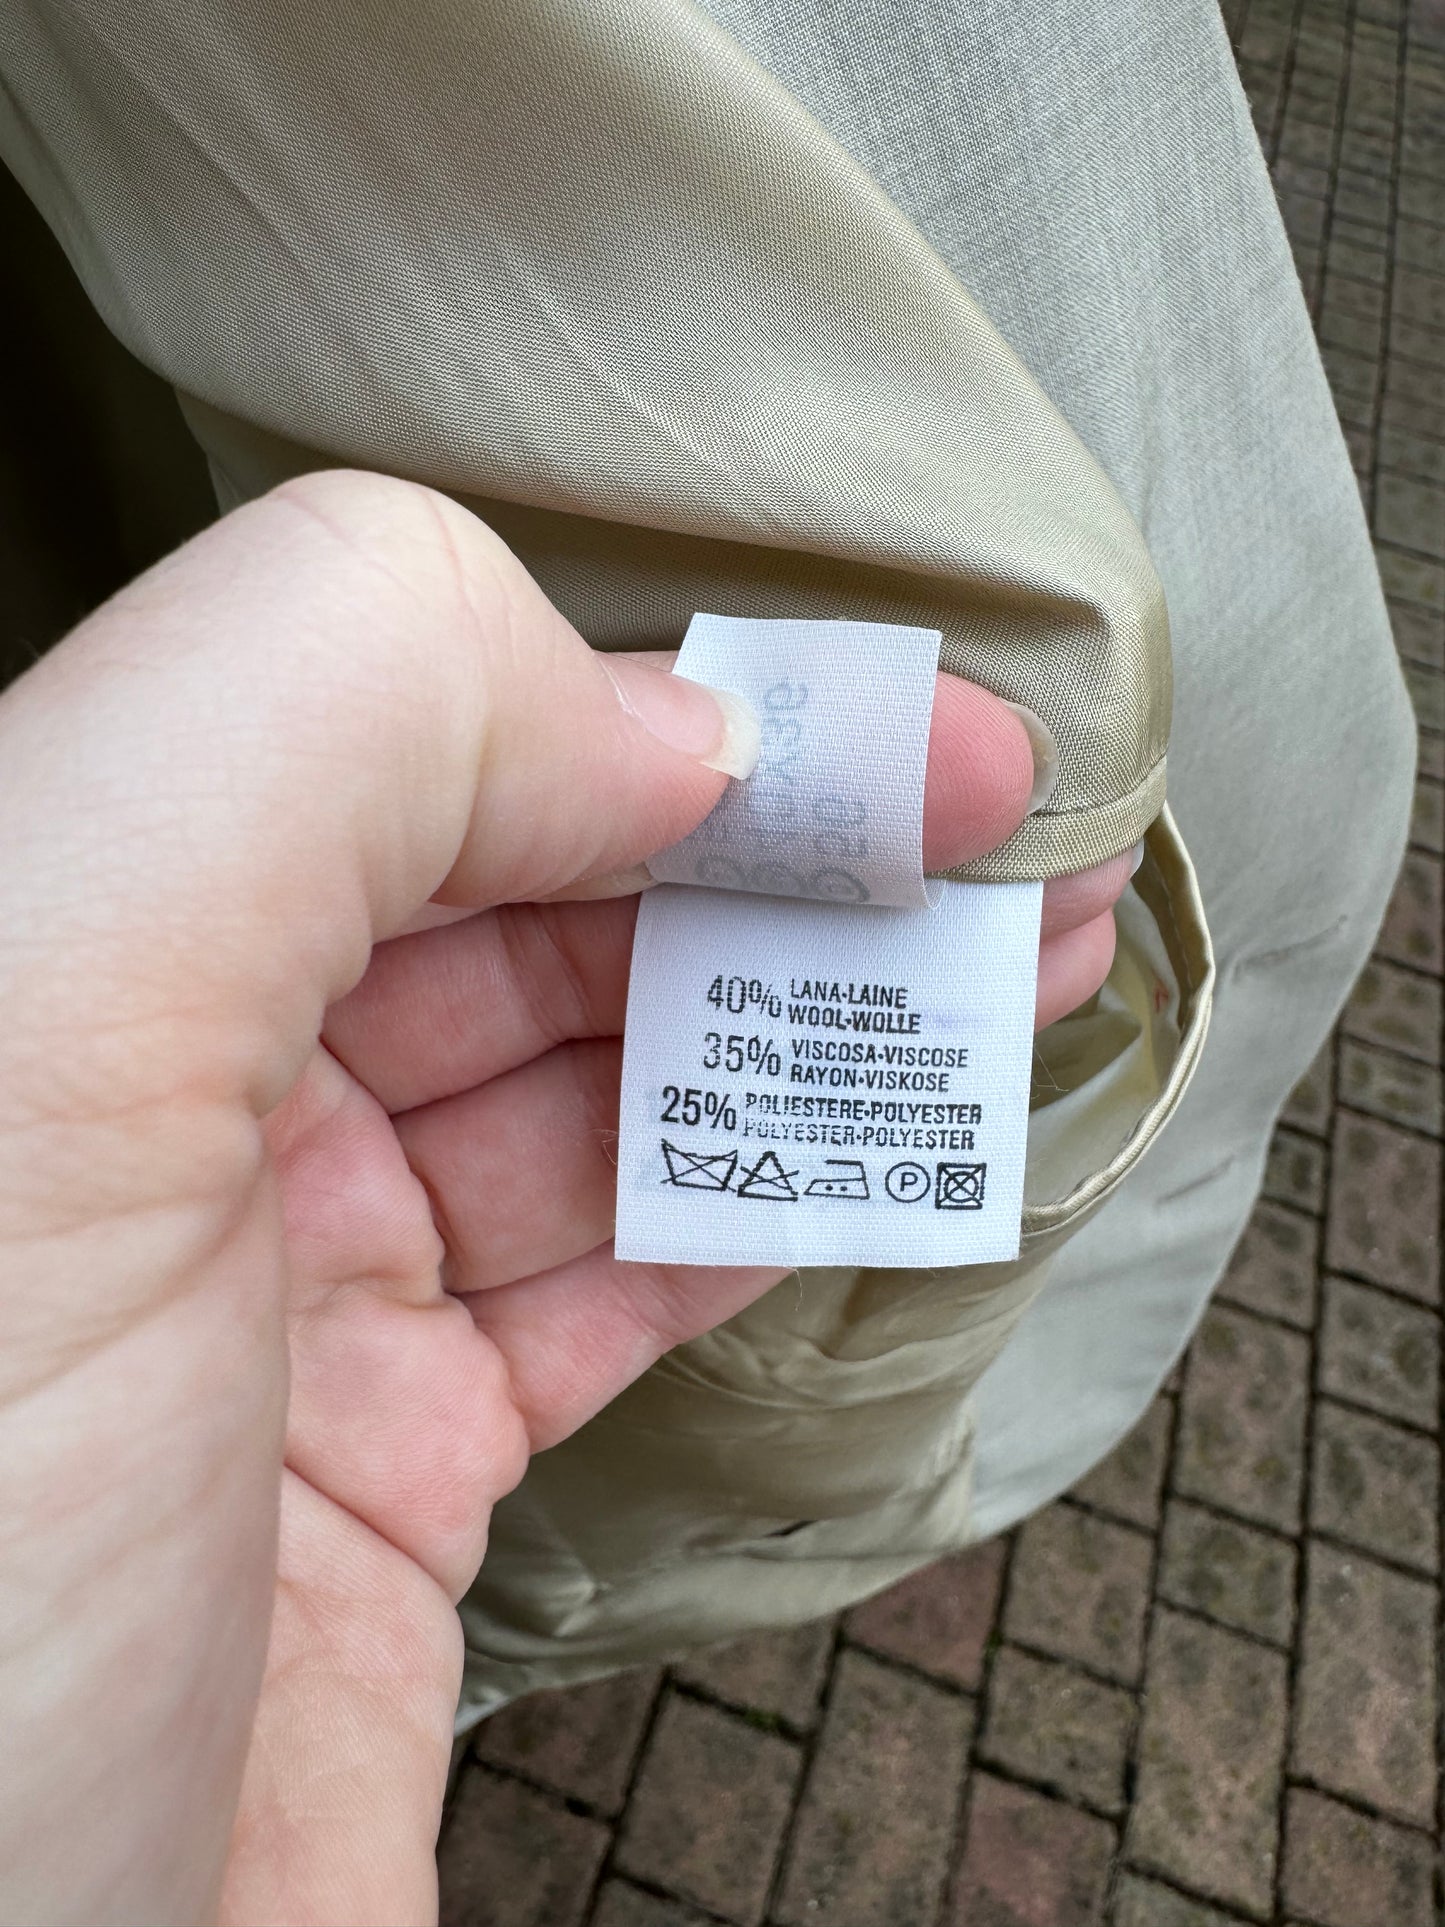 40% LANA•LAINE
WOOL•WOLLE
35% VISCOSA•VISCOSE
RAYON•VISKOSE
25% POLIESTERE•POLYESTER
POLYESTER•POLYESTER
P